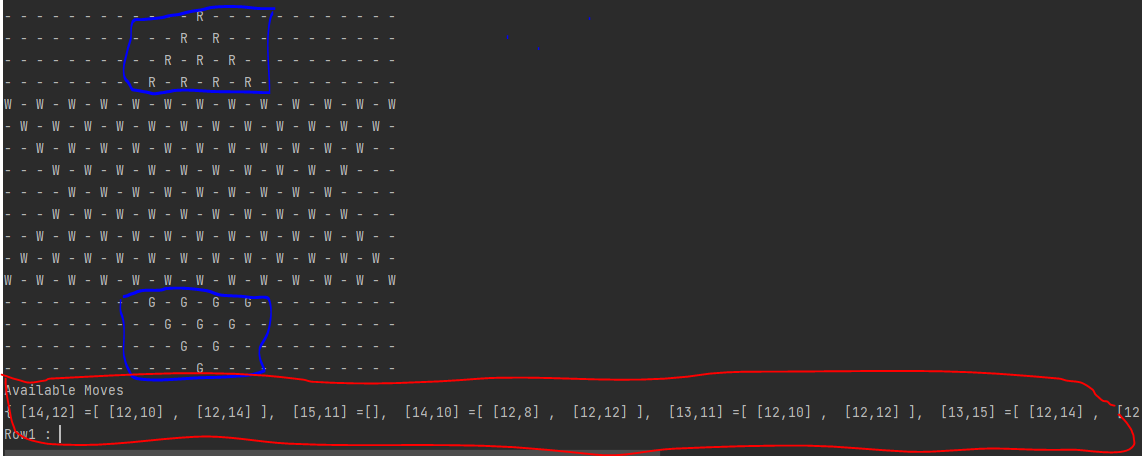 - - - - - - - - - - - - R - - - - - - - - - - - -
- - - - - - - - - - - R - R - - - - - - - - - - -
- - - - - - - - - - R - R - R - - - - - - - - - -
- - - - - - - - - R - R - R - R - - - - - - - - -
W - W - W - W - W - W - W - W - W - W - W - W - W
- W - W - W - W - W - W - W - W - W - W - W - W -
- - W - W - W - W - W - W - W - W - W - W - W - -
- - - W - W - W - W - W - W - W - W - W - W - - -
- - - - W - W - W - W - W - W - W - W - W - - - -
- - - W - W - W - W - W - W - W - W - W - W - - -
- - W - W - W - W - W - W - W - W - W - W - W - -
- W - W - W - W - W - W - W - W - W - W - W - W -
W - W - W - W - W - W - W - W - W - W - W - W - W
- - - - - - - - - G - G - G - G - - - - - - - - -
- - - - - - - - - - G - G - G - - - - - - - - - -
- - - - - - - - - - - G - G - - - - - - - - - - -
- - - - - - - - - - - - G - - - - - - - - - - - -
Available Moves
{ [14,12] =[ [12,10] ,  [12,14] ],  [15,11] =[],  [14,10] =[ [12,8] ,  [12,12] ],  [13,11] =[ [12,10] ,  [12,12] ],  [13,15] =[ [12,14] ,  [12
Row1 :